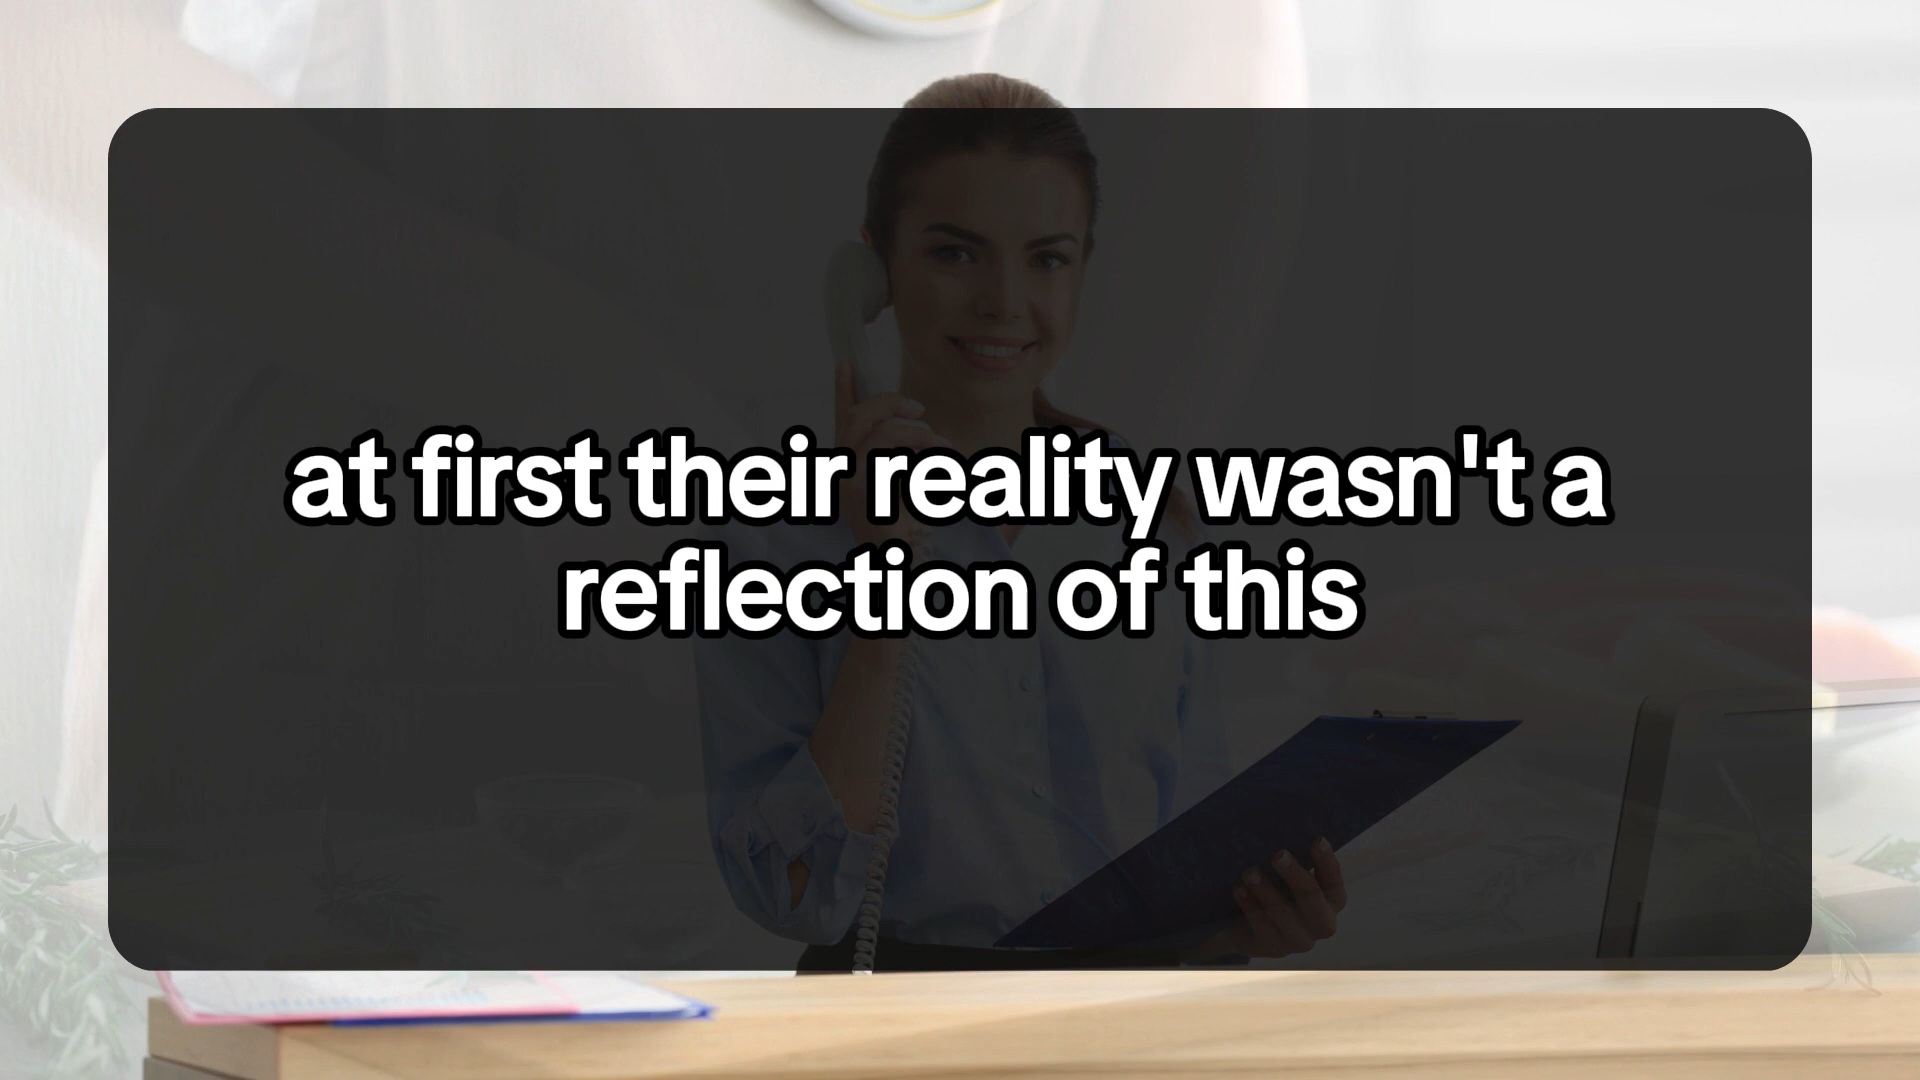 at first their reality wasn't a
reflection of this